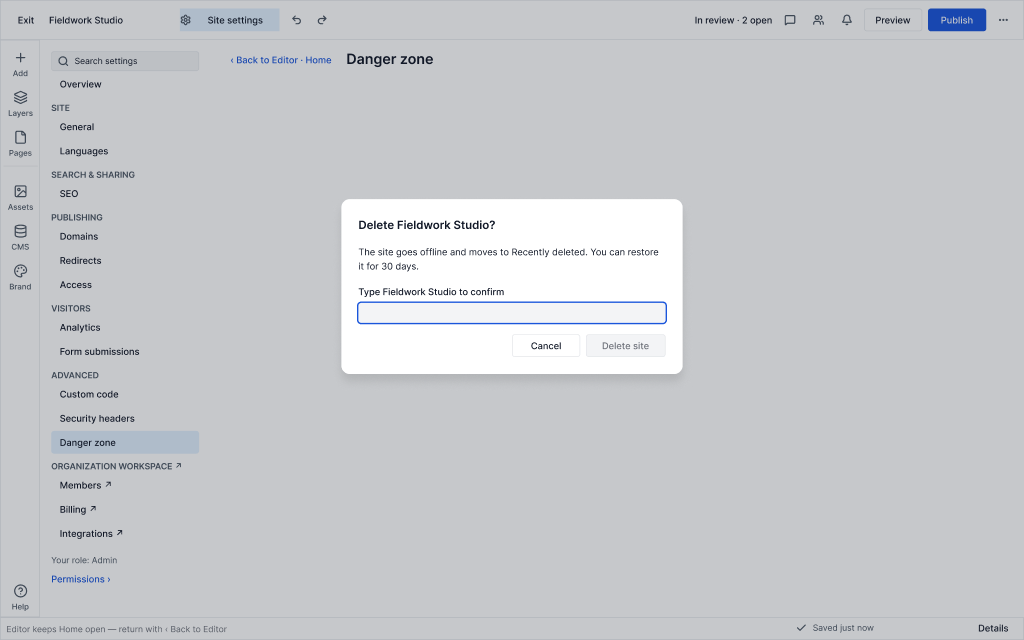 Exit
Fieldwork Studio
Site settings
In review · 2 open
Preview
Publish
Add
Layers
Pages
Assets
CMS
Brand
Help
Search settings
Overview
SITE
General
Languages
SEARCH & SHARING
SEO
PUBLISHING
Domains
Redirects
Access
VISITORS
Analytics
Form submissions
ADVANCED
Custom code
Security headers
Danger zone
ORGANIZATION WORKSPACE ↗
Members ↗
Billing ↗
Integrations ↗
Your role: Admin
Permissions ›
‹ Back to Editor · Home
Danger zone
Delete Fieldwork Studio?
The site goes offline and moves to Recently deleted. You can restore
it for 30 days.
Type Fieldwork Studio to confirm
Cancel
Delete site
Editor keeps Home open — return with ‹ Back to Editor
Saved just now
Details